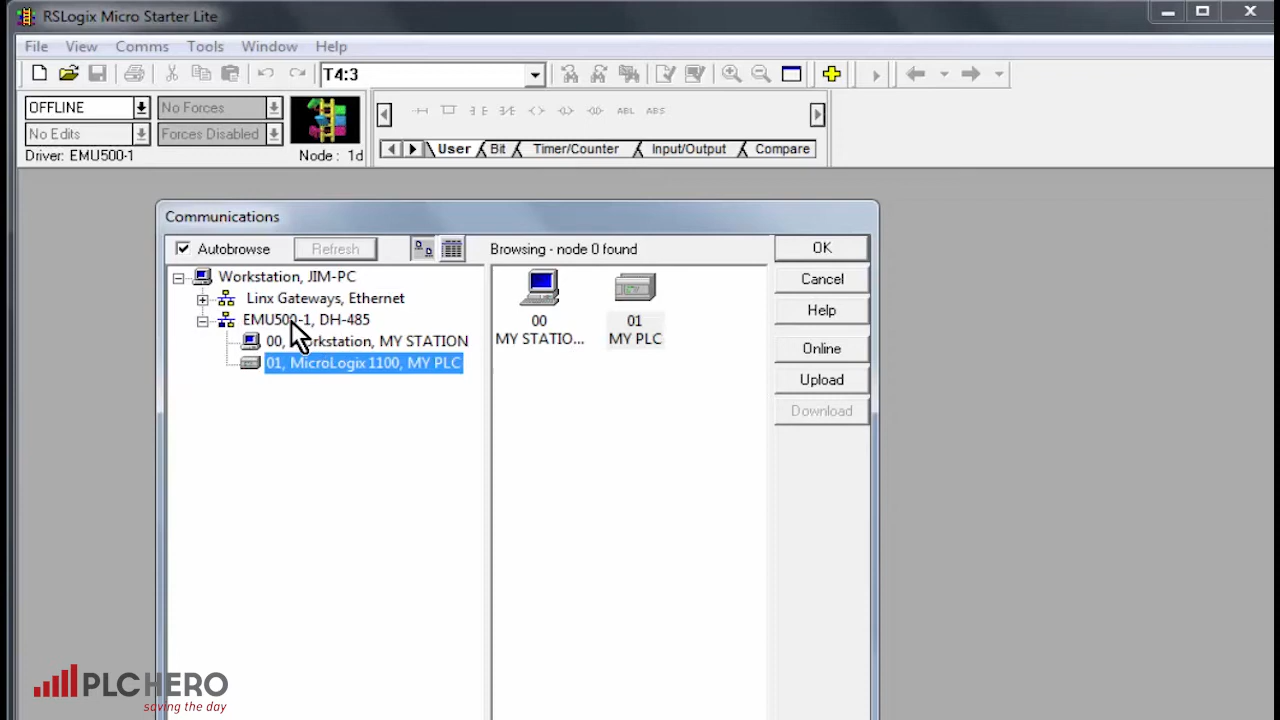 RSLogix Micro Starter Lite
File View Comms Tools Window Help
T4:3
OFFLINE No Forces
No Edits Forces Disabled
Driver: EMU500-1 Node : 1d
ABL ABS
User Bit Timer/Counter Input/Output Compare
Communications
Autobrowse Refresh Browsing - node 0 found
OK
Cancel
Help
Online
Upload
Download
Workstation, JIM-PC
Linx Gateways, Ethernet
EMU500-1, DH-485
00, Workstation, MY STATION
01, MicroLogix 1100, MY PLC
00
MY STATIO...
01
MY PLC
PLCHERO
saving the day